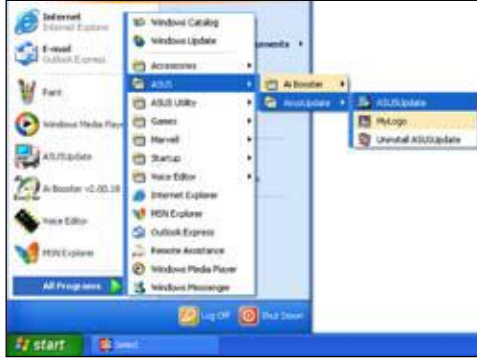 Internet
Internet Explorer
E-mail
Outlook Express
Paint
Windows Media Play
ASUSUpdate
Ai Booster v2.00.18
Voice Editor
MSN Explorer
All Programs
Windows Catalog
Windows Update
Accessories
ASUS
ASUS Utility
Games
Marvell
Startup
Voice Editor
Internet Explorer
MSN Explorer
Outlook Express
Remote Assistance
Windows Media Player
Windows Messenger
cuments
Ai Booster
AsusUpdate
ASUSUpdate
MyLogo
Uninstall ASUSUpdate
Log Off
Shut Down
start